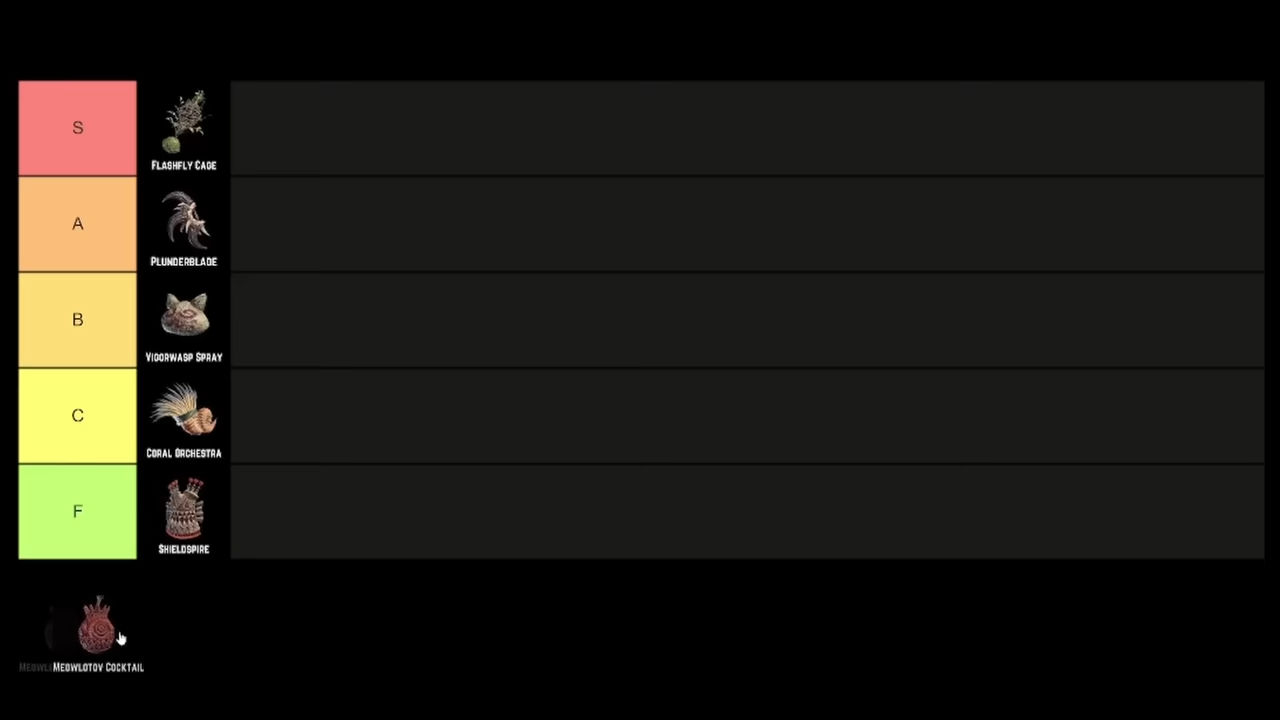 S
FLASHFLY CAGE
A
PLUNDERBLADE
B
VIGORWASP SPRAY
C
CORAL ORCHESTRA
F
SHIELDSPIRE
MEOWLOTOV COCKTAIL